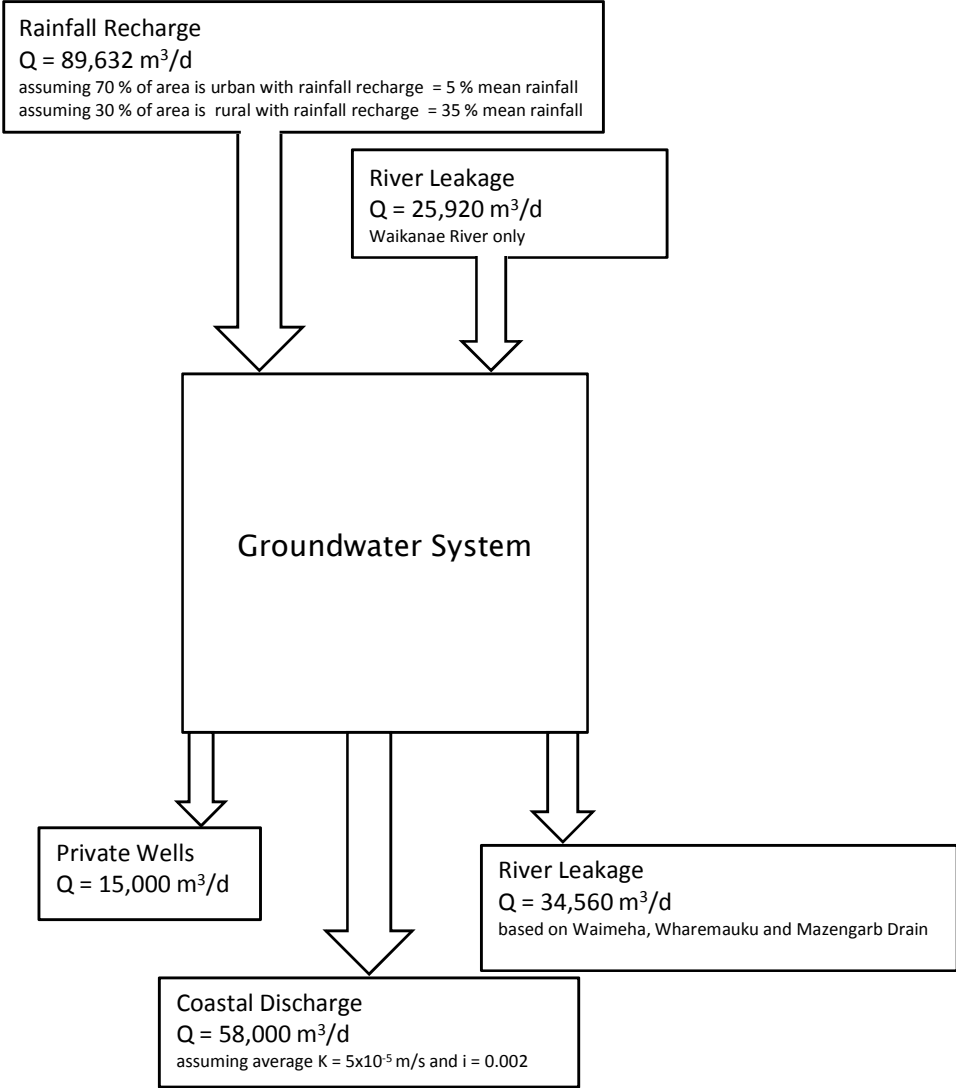 Rainfall Recharge
Q = 89,632 m³/d
assuming 70 % of area is urban with rainfall recharge = 5 % mean rainfall
assuming 30 % of area is rural with rainfall recharge = 35 % mean rainfall
River Leakage
Q = 25,920 m³/d
Waikanae River only
Groundwater System
Private Wells
Q = 15,000 m³/d
River Leakage
Q = 34,560 m³/d
based on Waimeha, Wharemauku and Mazengarb Drain
Coastal Discharge
Q = 58,000 m³/d
assuming average K = 5x10⁻⁵ m/s and i = 0.002